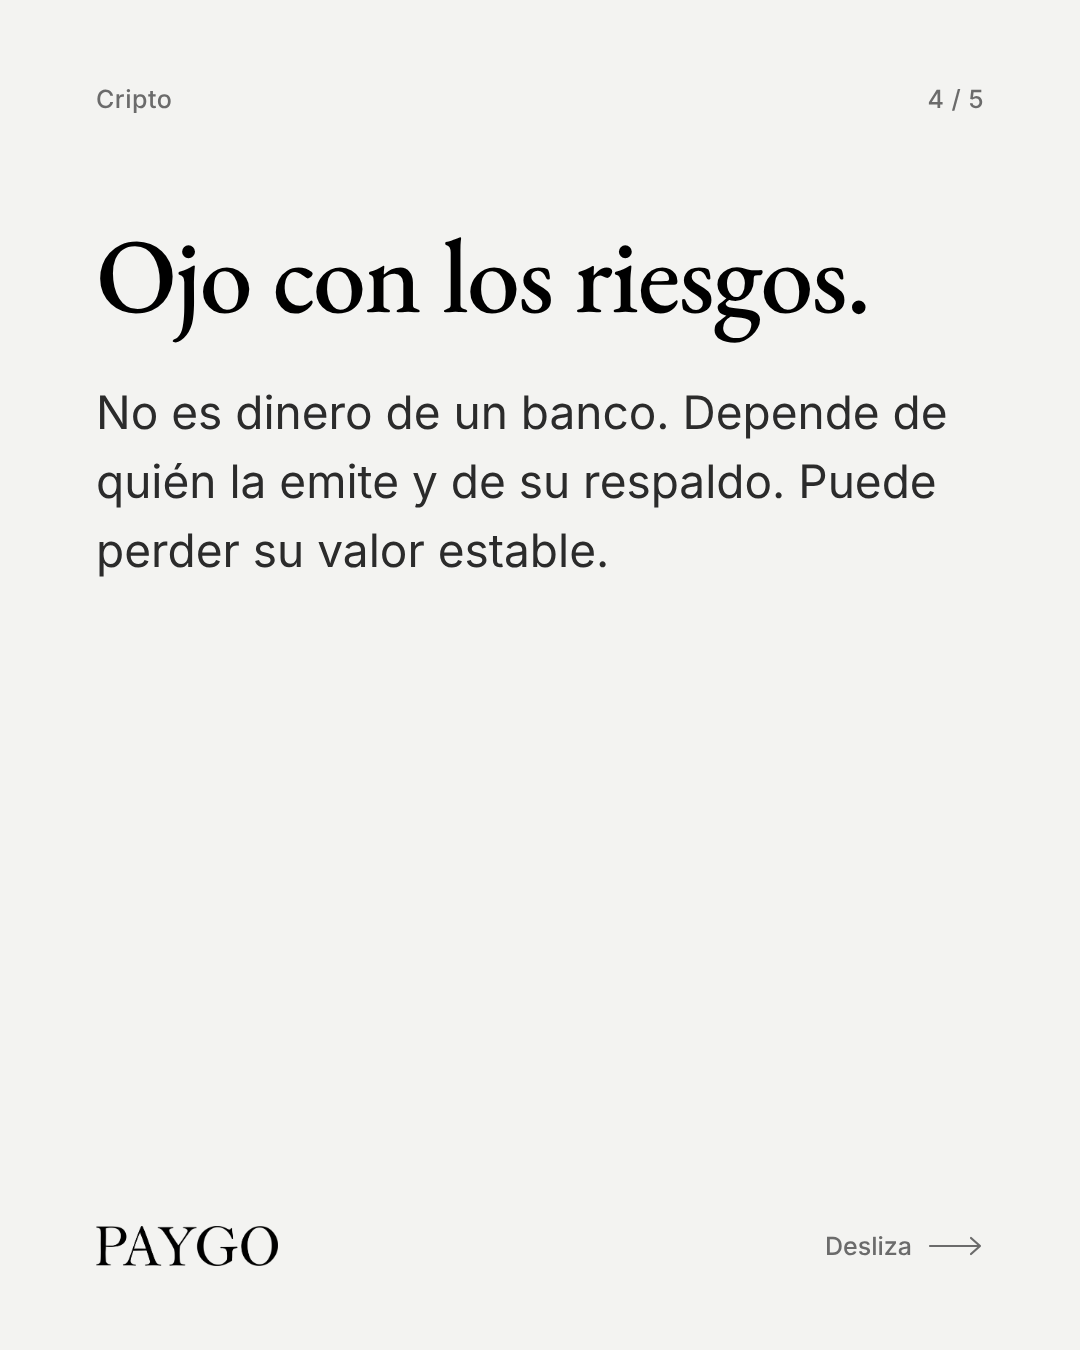 Cripto
4 / 5
Ojo con los riesgos.
No es dinero de un banco. Depende de
quién la emite y de su respaldo. Puede
perder su valor estable.
PAYGO
Desliza